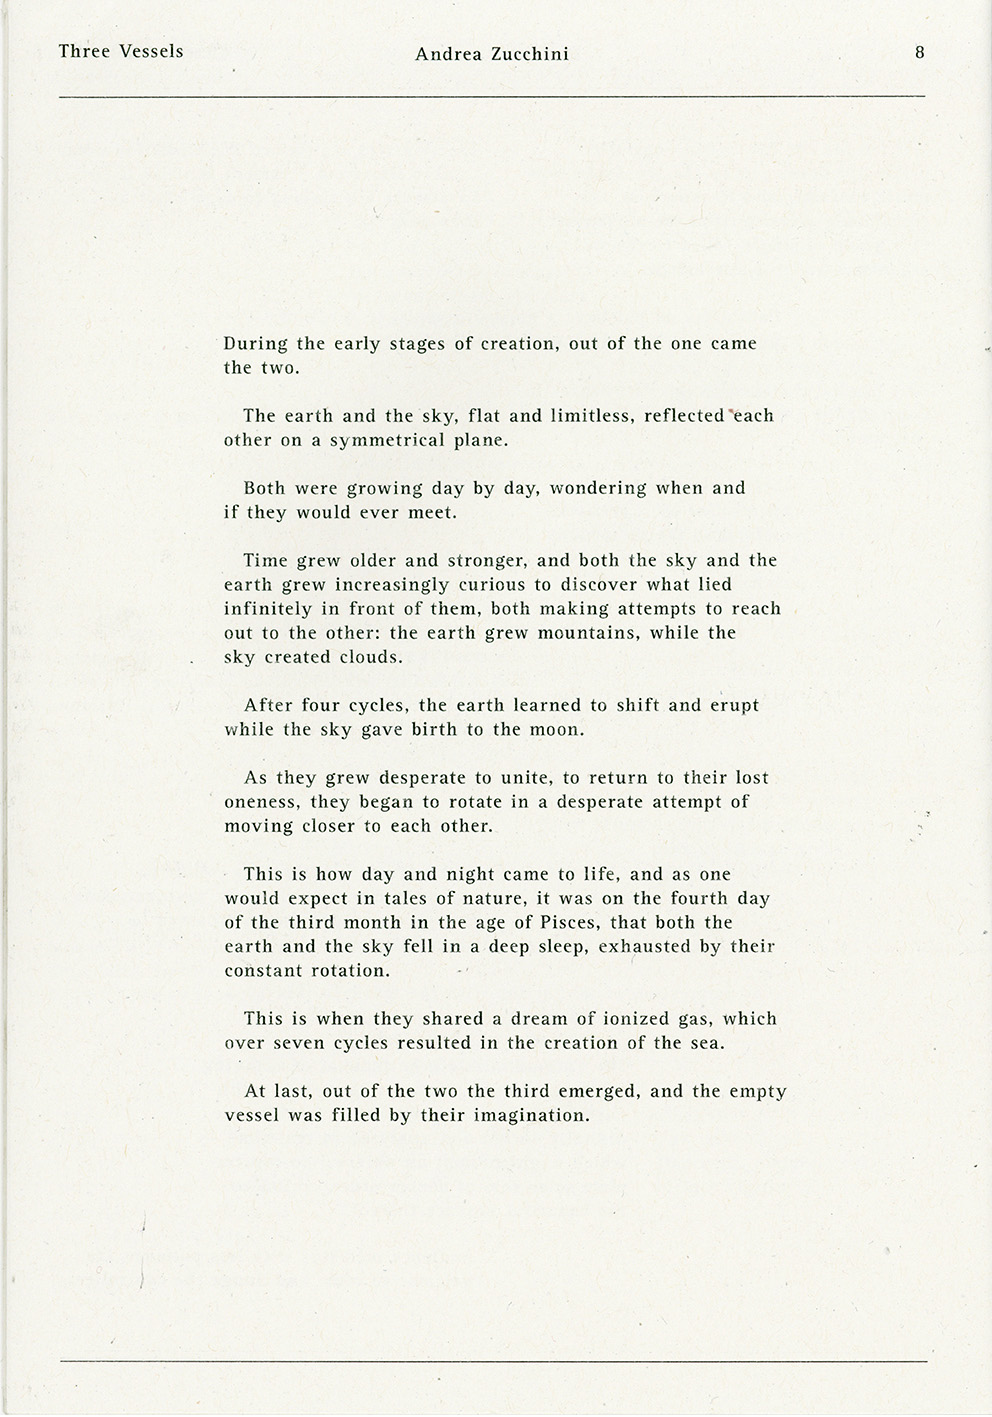 Three Vessels
Andrea Zucchini
8
During the early stages of creation, out of the one came
the two.
The earth and the sky, flat and limitless, reflected each
other on a symmetrical plane.
Both were growing day by day, wondering when and
if they would ever meet.
Time grew older and stronger, and both the sky and the
earth grew increasingly curious to discover what lied
infinitely in front of them, both making attempts to reach
out to the other: the earth grew mountains, while the
sky created clouds.
After four cycles, the earth learned to shift and erupt
while the sky gave birth to the moon.
As they grew desperate to unite, to return to their lost
oneness, they began to rotate in a desperate attempt of
moving closer to each other.
This is how day and night came to life, and as one
would expect in tales of nature, it was on the fourth day
of the third month in the age of Pisces, that both the
earth and the sky fell in a deep sleep, exhausted by their
constant rotation.
This is when they shared a dream of ionized gas, which
over seven cycles resulted in the creation of the sea.
At last, out of the two the third emerged, and the empty
vessel was filled by their imagination.